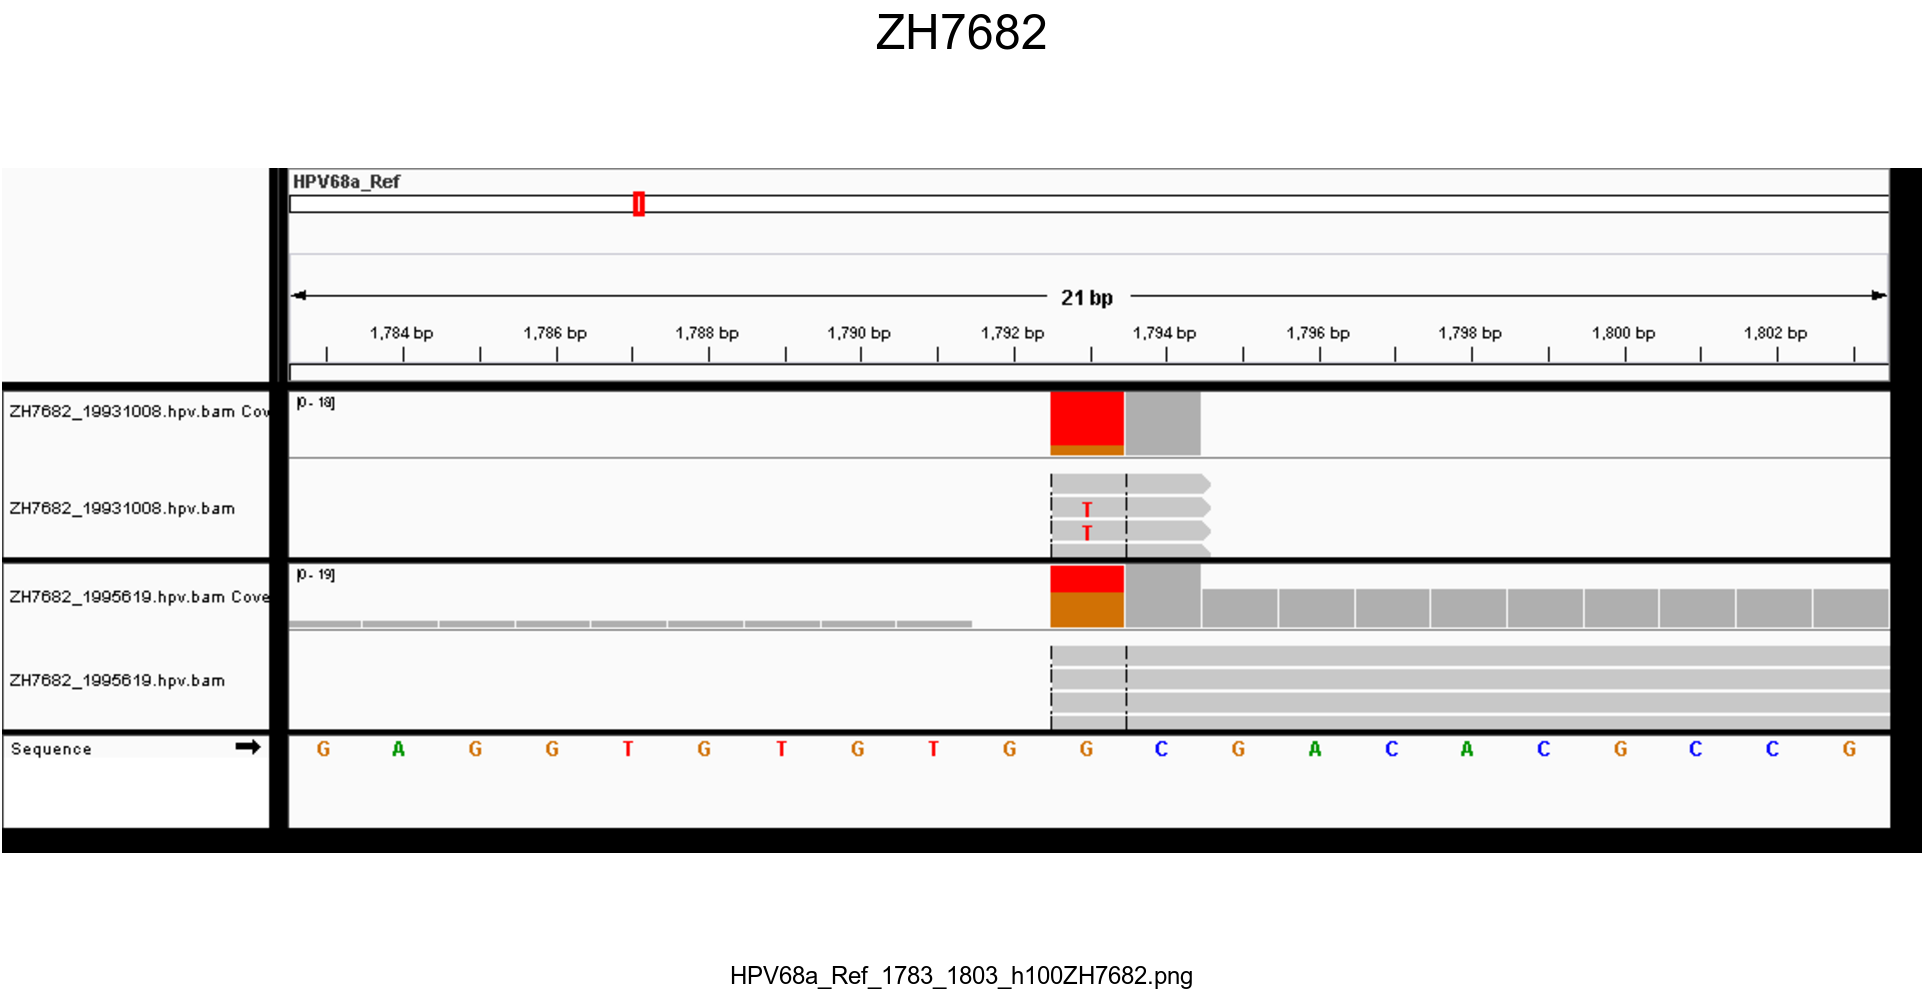 ZH7682
HPV68a_Ref
21 bp
1,784 bp 1,786 bp 1,788 bp 1,790 bp 1,792 bp 1,794 bp 1,796 bp 1,798 bp 1,800 bp 1,802 bp
ZH7682_19931008.hpv.bam Cov
[0 - 18]
ZH7682_19931008.hpv.bam
T
T
ZH7682_1995619.hpv.bam Cove
[0 - 19]
ZH7682_1995619.hpv.bam
Sequence G A G G T G T G T G G C G A C A C G C C G
HPV68a_Ref_1783_1803_h100ZH7682.png